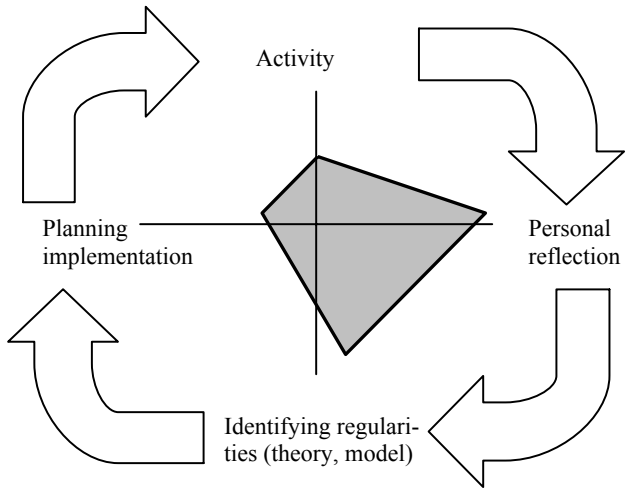 Activity
Personal
reflection
Identifying regulari-
ties (theory, model)
Planning
implementation